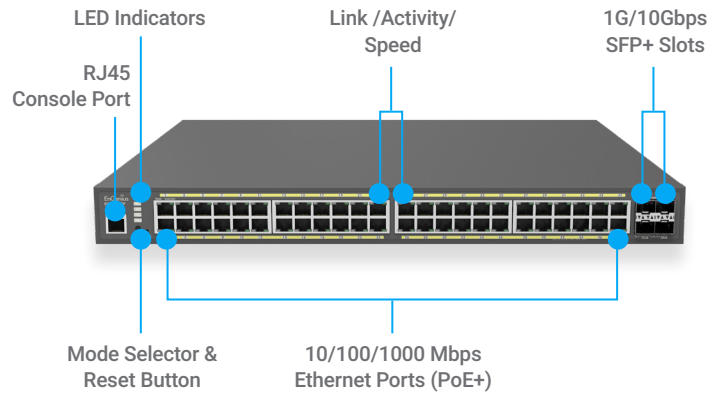 LED Indicators
Link /Activity/
Speed
1G/10Gbps
SFP+ Slots
RJ45
Console Port
EnGenius
Mode Selector &
Reset Button
10/100/1000 Mbps
Ethernet Ports (PoE+)